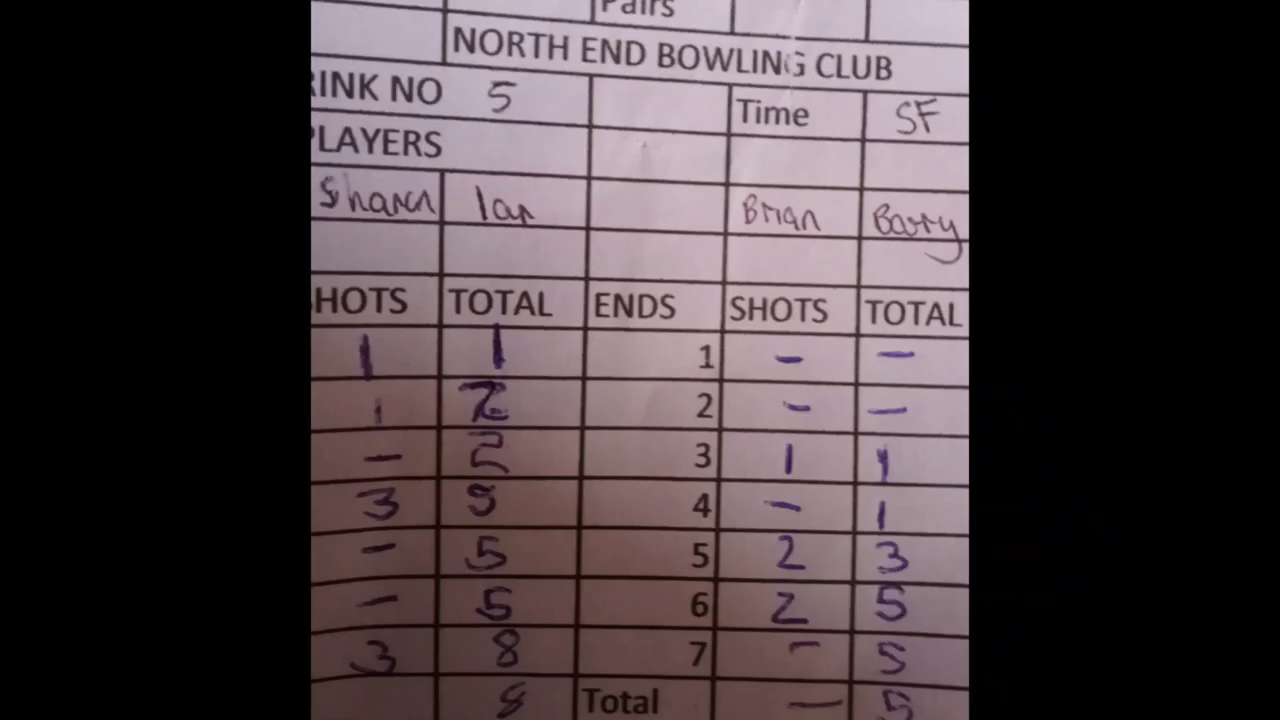 Pairs
NORTH END BOWLING CLUB
RINK NO 5 Time SF
PLAYERS
Sharon Ian Brian Barry
SHOTS TOTAL ENDS SHOTS TOTAL
1 1 1 - -
1 2 2 - -
- 2 3 1 1
3 5 4 - 1
- 5 5 2 3
- 5 6 2 5
3 8 7 - 5
8 Total - 5